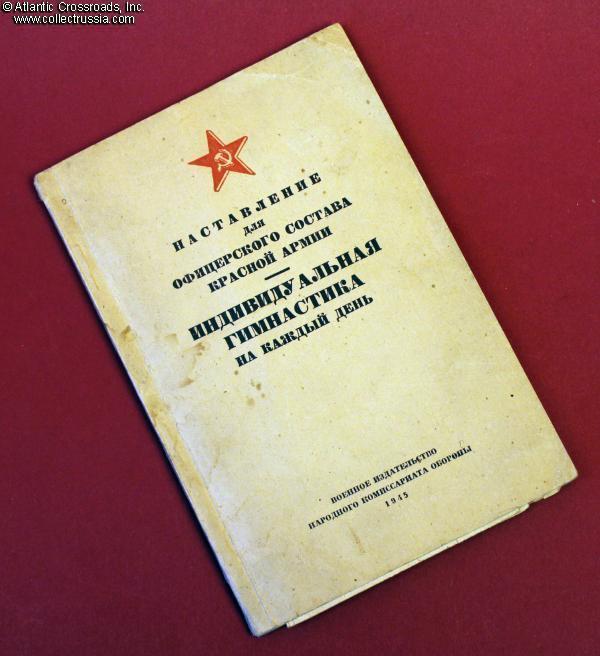 © Atlantic Crossroads, Inc.
www.collectrussia.com
НАСТАВЛЕНИЕ
для
ОФИЦЕРСКОГО СОСТАВА
КРАСНОЙ АРМИИ
ИНДИВИДУАЛЬНАЯ
ГИМНАСТИКА
НА КАЖДЫЙ ДЕНЬ
ВОЕННОЕ ИЗДАТЕЛЬСТВО
НАРОДНОГО КОМИССАРИАТА ОБОРОНЫ
1945